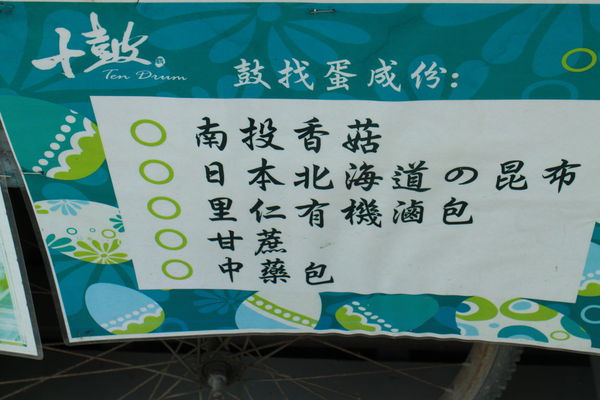 十鼓
Ten Drum
鼓找蛋成份:
南投香菇
日本北海道の昆布
里仁有機滷包
甘蔗
中藥包